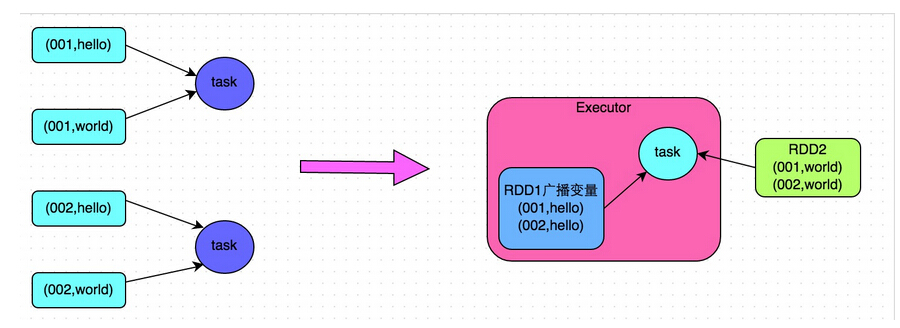 (001,hello)
task
(001,world)
(002,hello)
task
(002,world)
Executor
task
RDD1广播变量
(001,hello)
(002,hello)
RDD2
(001,world)
(002,world)